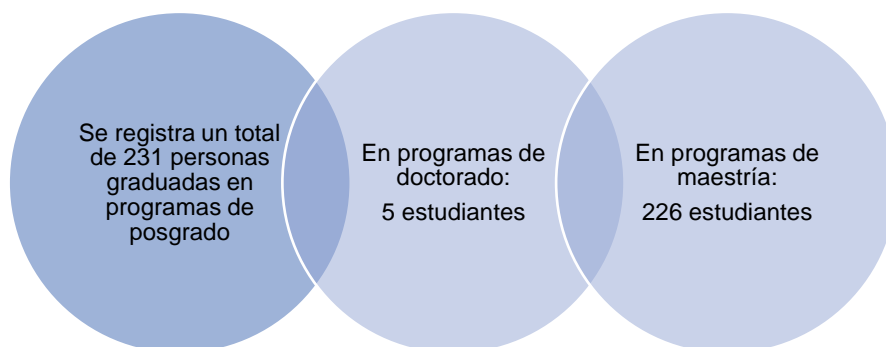 Se registra un total
de 231 personas
graduadas en
programas de
posgrado
En programas de
doctorado:
5 estudiantes
En programas de
maestría:
226 estudiantes